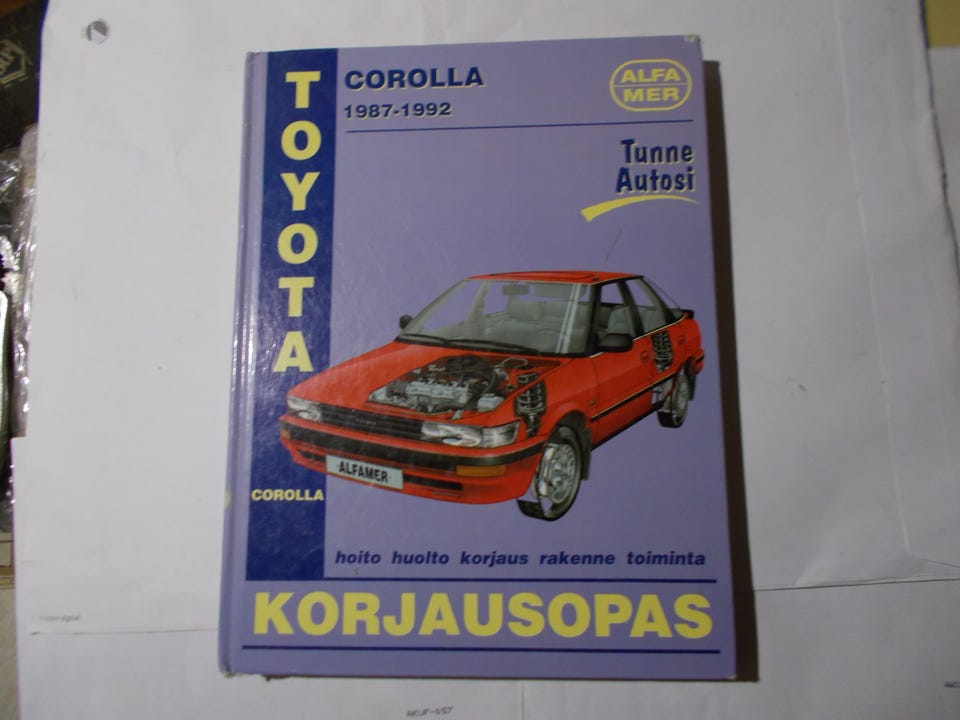 TOYOTA
COROLLA
1987-1992
ALFA
MER
Tunne
Autosi
ALFAMER
COROLLA
hoito huolto korjaus rakenne toiminta
KORJAUSOPAS